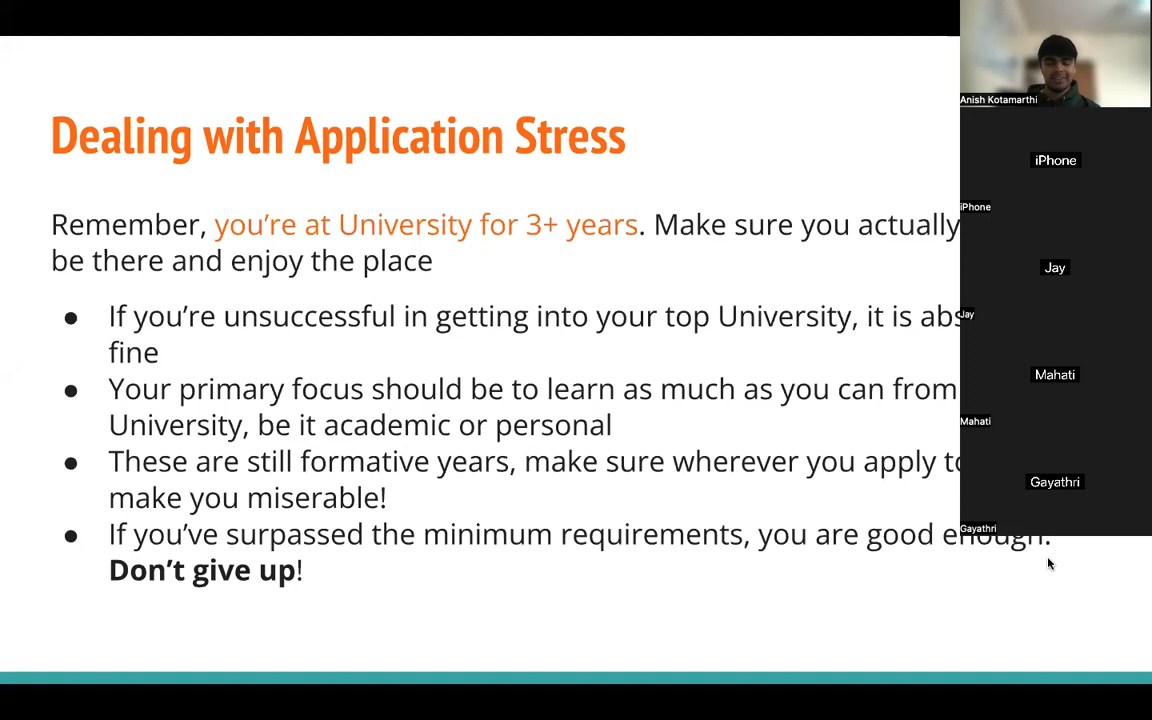 Dealing with Application Stress
Remember, you're at University for 3+ years. Make sure you actually
be there and enjoy the place
● If you're unsuccessful in getting into your top University, it is
fine
● Your primary focus should be to learn as much as you can from
University, be it academic or personal
● These are still formative years, make sure wherever you apply
make you miserable!
● If you've surpassed the minimum requirements, you are good enough.
Don't give up!
Anish Kotamarthi
iPhone
iPhone
Jay
Jay
Mahati
Mahati
Gayathri
Gayathri